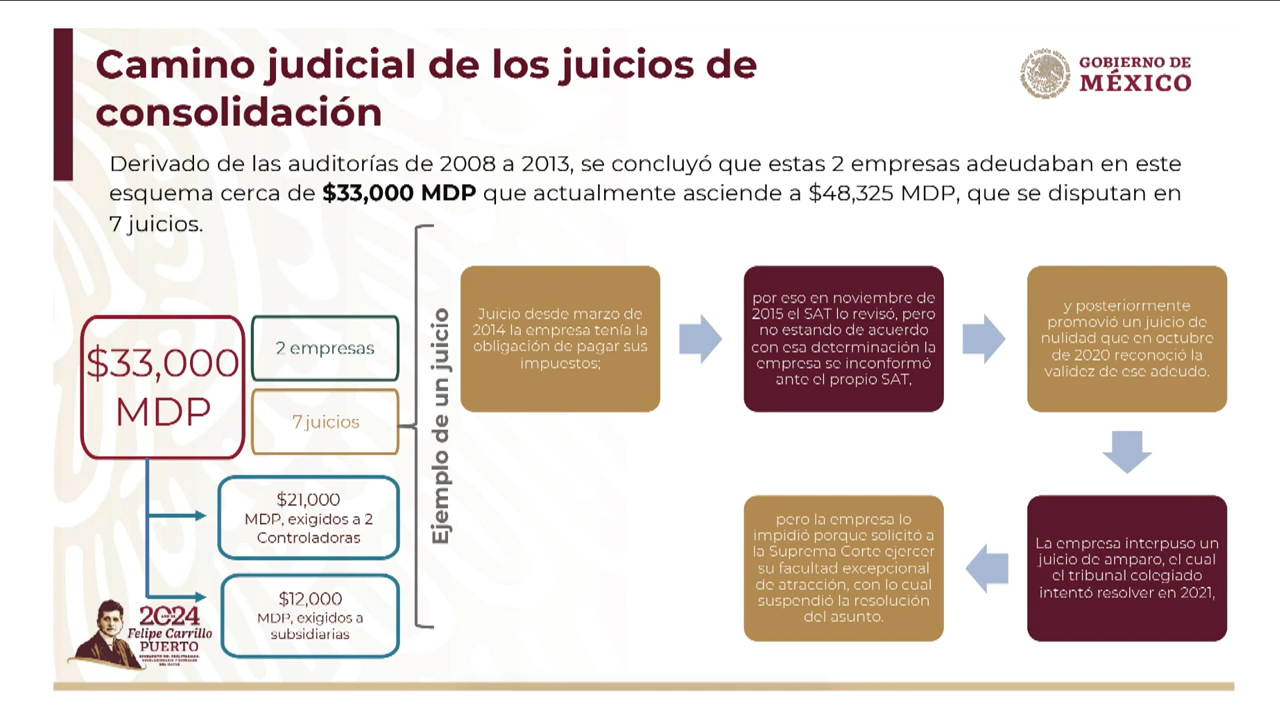 Camino judicial de los juicios de
consolidación
GOBIERNO DE
MÉXICO
Derivado de las auditorías de 2008 a 2013, se concluyó que estas 2 empresas adeudaban en este
esquema cerca de $33,000 MDP que actualmente asciende a $48,325 MDP, que se disputan en
7 juicios.
$33,000
MDP
2 empresas
7 juicios
$21,000
MDP, exigidos a 2
Controladoras
$12,000
MDP, exigidos a
subsidiarias
Ejemplo de un juicio
Juicio desde marzo de
2014 la empresa tenía la
obligación de pagar sus
impuestos;
por eso en noviembre de
2015 el SAT lo revisó, pero
no estando de acuerdo
con esa determinación la
empresa se inconformó
ante el propio SAT,
y posteriormente
promovió un juicio de
nulidad que en octubre
de 2020 reconoció la
validez de ese adeudo.
La empresa interpuso un
juicio de amparo, el cual
el tribunal colegiado
intentó resolver en 2021,
pero la empresa lo
impidió porque solicitó a
la Suprema Corte ejercer
su facultad excepcional
de atracción, con lo cual
suspendió la resolución
del asunto.
2024
Felipe Carrillo
PUERTO